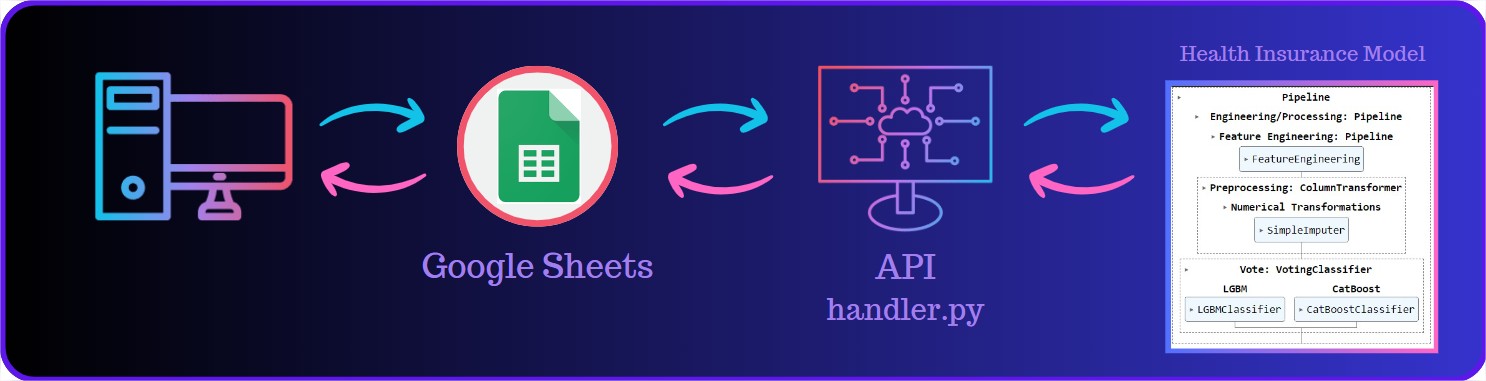 Health Insurance Model
Pipeline
Engineering/Processing: Pipeline
Feature Engineering: Pipeline
FeatureEngineering
Preprocessing: ColumnTransformer
Numerical Transformations
SimpleImputer
Vote: VotingClassifier
LGBM
CatBoost
LGBMClassifier
CatBoostClassifier
Google Sheets
API
handler.py